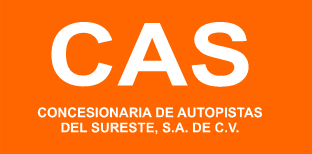 CAS
CONCESIONARIA DE AUTOPISTAS
DEL SURESTE, S.A. DE C.V.